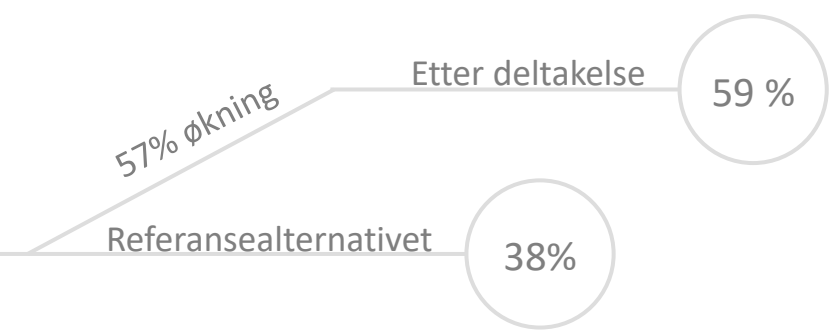 Etter deltakelse
59 %
57% økning
Referansealternativet
38%